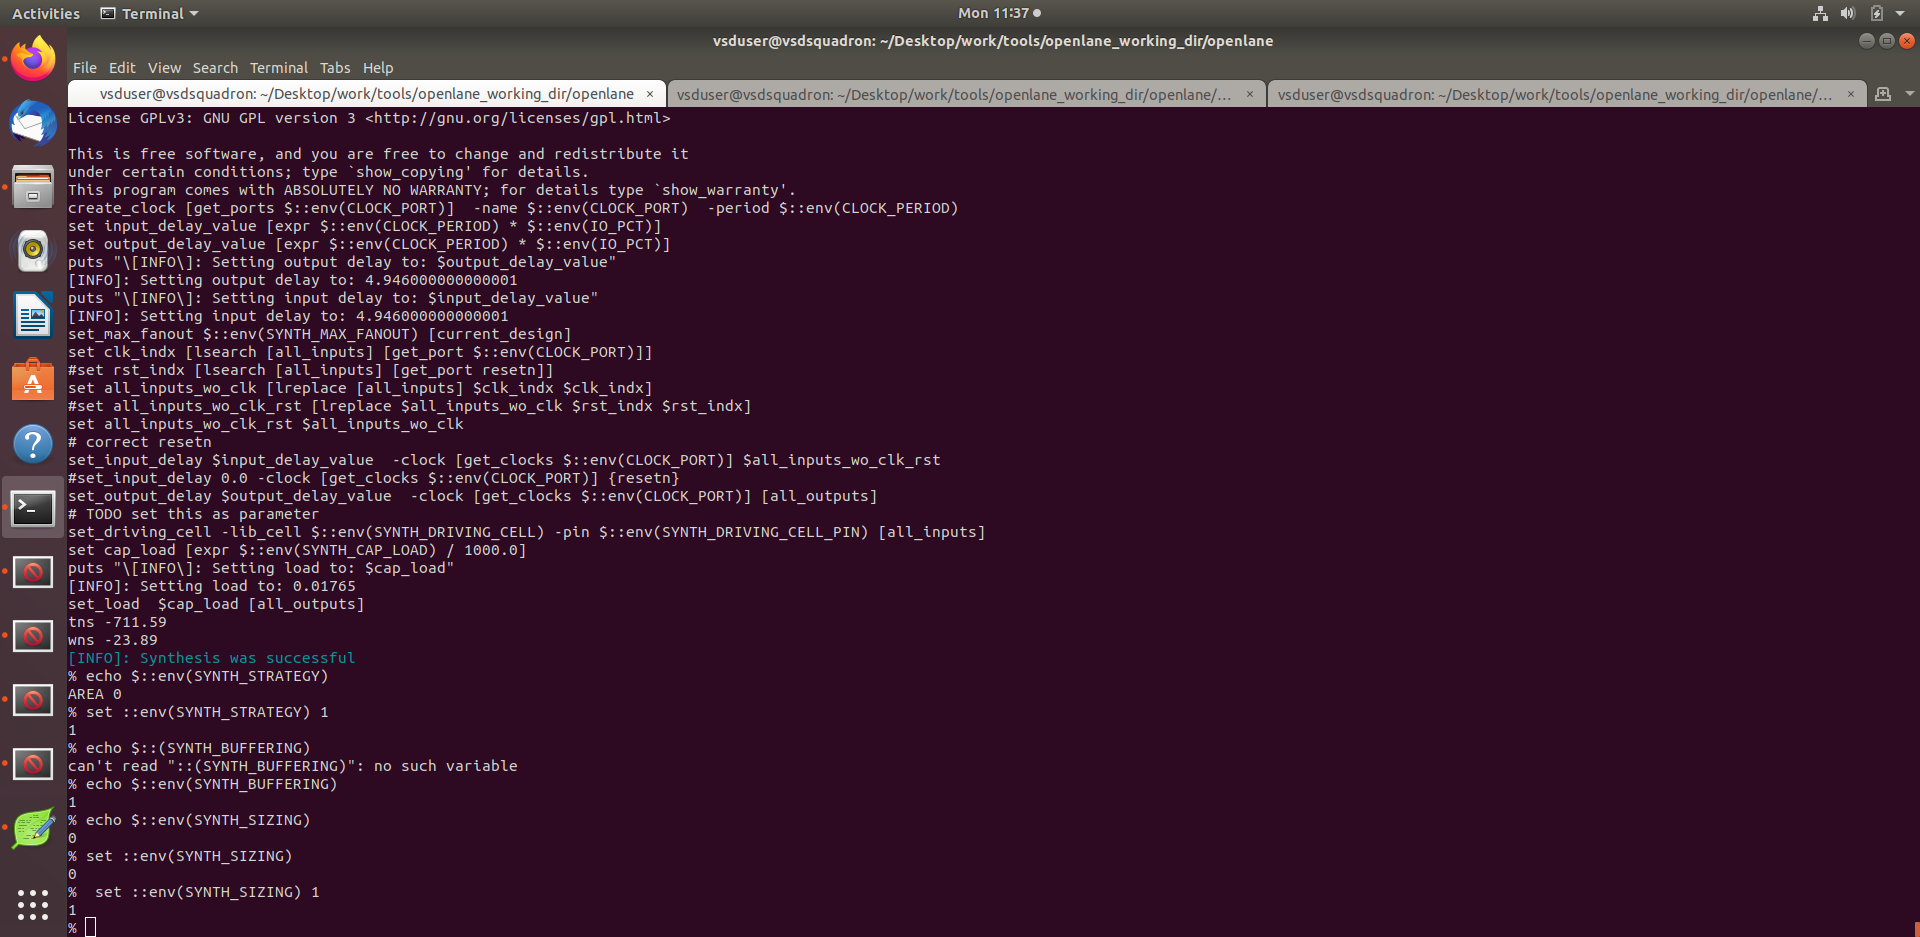 Activities
Terminal
Mon 11:37
vsduser@vsdsquadron: ~/Desktop/work/tools/openlane_working_dir/openlane
File Edit View Search Terminal Tabs Help
vsduser@vsdsquadron: ~/Desktop/work/tools/openlane_working_dir/openlane ×
vsduser@vsdsquadron: ~/Desktop/work/tools/openlane_working_dir/openlane/... ×
vsduser@vsdsquadron: ~/Desktop/work/tools/openlane_working_dir/openlane/... ×
License GPLv3: GNU GPL version 3 <http://gnu.org/licenses/gpl.html>
This is free software, and you are free to change and redistribute it
under certain conditions; type `show_copying' for details.
This program comes with ABSOLUTELY NO WARRANTY; for details type `show_warranty'.
create_clock [get_ports $::env(CLOCK_PORT)]  -name $::env(CLOCK_PORT)  -period $::env(CLOCK_PERIOD)
set input_delay_value [expr $::env(CLOCK_PERIOD) * $::env(IO_PCT)]
set output_delay_value [expr $::env(CLOCK_PERIOD) * $::env(IO_PCT)]
puts "\[INFO\]: Setting output delay to: $output_delay_value"
[INFO]: Setting output delay to: 4.946000000000001
puts "\[INFO\]: Setting input delay to: $input_delay_value"
[INFO]: Setting input delay to: 4.946000000000001
set_max_fanout $::env(SYNTH_MAX_FANOUT) [current_design]
set clk_indx [lsearch [all_inputs] [get_port $::env(CLOCK_PORT)]]
#set rst_indx [lsearch [all_inputs] [get_port resetn]]
set all_inputs_wo_clk [lreplace [all_inputs] $clk_indx $clk_indx]
#set all_inputs_wo_clk_rst [lreplace $all_inputs_wo_clk $rst_indx $rst_indx]
set all_inputs_wo_clk_rst $all_inputs_wo_clk
# correct resetn
set_input_delay $input_delay_value  -clock [get_clocks $::env(CLOCK_PORT)] $all_inputs_wo_clk_rst
#set_input_delay 0.0 -clock [get_clocks $::env(CLOCK_PORT)] {resetn}
set_output_delay $output_delay_value  -clock [get_clocks $::env(CLOCK_PORT)] [all_outputs]
# TODO set this as parameter
set_driving_cell -lib_cell $::env(SYNTH_DRIVING_CELL) -pin $::env(SYNTH_DRIVING_CELL_PIN) [all_inputs]
set cap_load [expr $::env(SYNTH_CAP_LOAD) / 1000.0]
puts "\[INFO\]: Setting load to: $cap_load"
[INFO]: Setting load to: 0.01765
set_load  $cap_load [all_outputs]
tns -711.59
wns -23.89
[INFO]: Synthesis was successful
% echo $::env(SYNTH_STRATEGY)
AREA 0
% set ::env(SYNTH_STRATEGY) 1
1
% echo $::(SYNTH_BUFFERING)
can't read "::(SYNTH_BUFFERING)": no such variable
% echo $::env(SYNTH_BUFFERING)
1
% echo $::env(SYNTH_SIZING)
0
% set ::env(SYNTH_SIZING)
0
%  set ::env(SYNTH_SIZING) 1
1
%